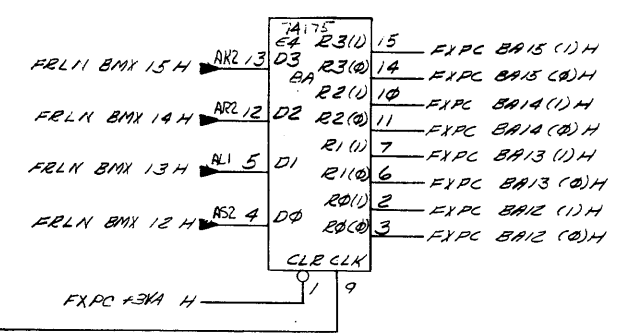 74175
E4 R3(1) 15 FXPC BA15 (1) H
FRLN BMX 15 H AK2 13 D3 R3(Ø) 14 FXPC BA15 (Ø) H
BA R2(1) 1Ø FXPC BA14 (1) H
FRLN BMX 14 H AR2 12 D2 R2(Ø) 11 FXPC BA14 (Ø) H
R1(1) 7 FXPC BA13 (1) H
FRLN BMX 13 H AL1 5 D1 R1(Ø) 6 FXPC BA13 (Ø) H
RØ(1) 2 FXPC BA12 (1) H
FRLN BMX 12 H AS2 4 DØ RØ(Ø) 3 FXPC BA12 (Ø) H
CLR CLK
FXPC +3VA H 1 9